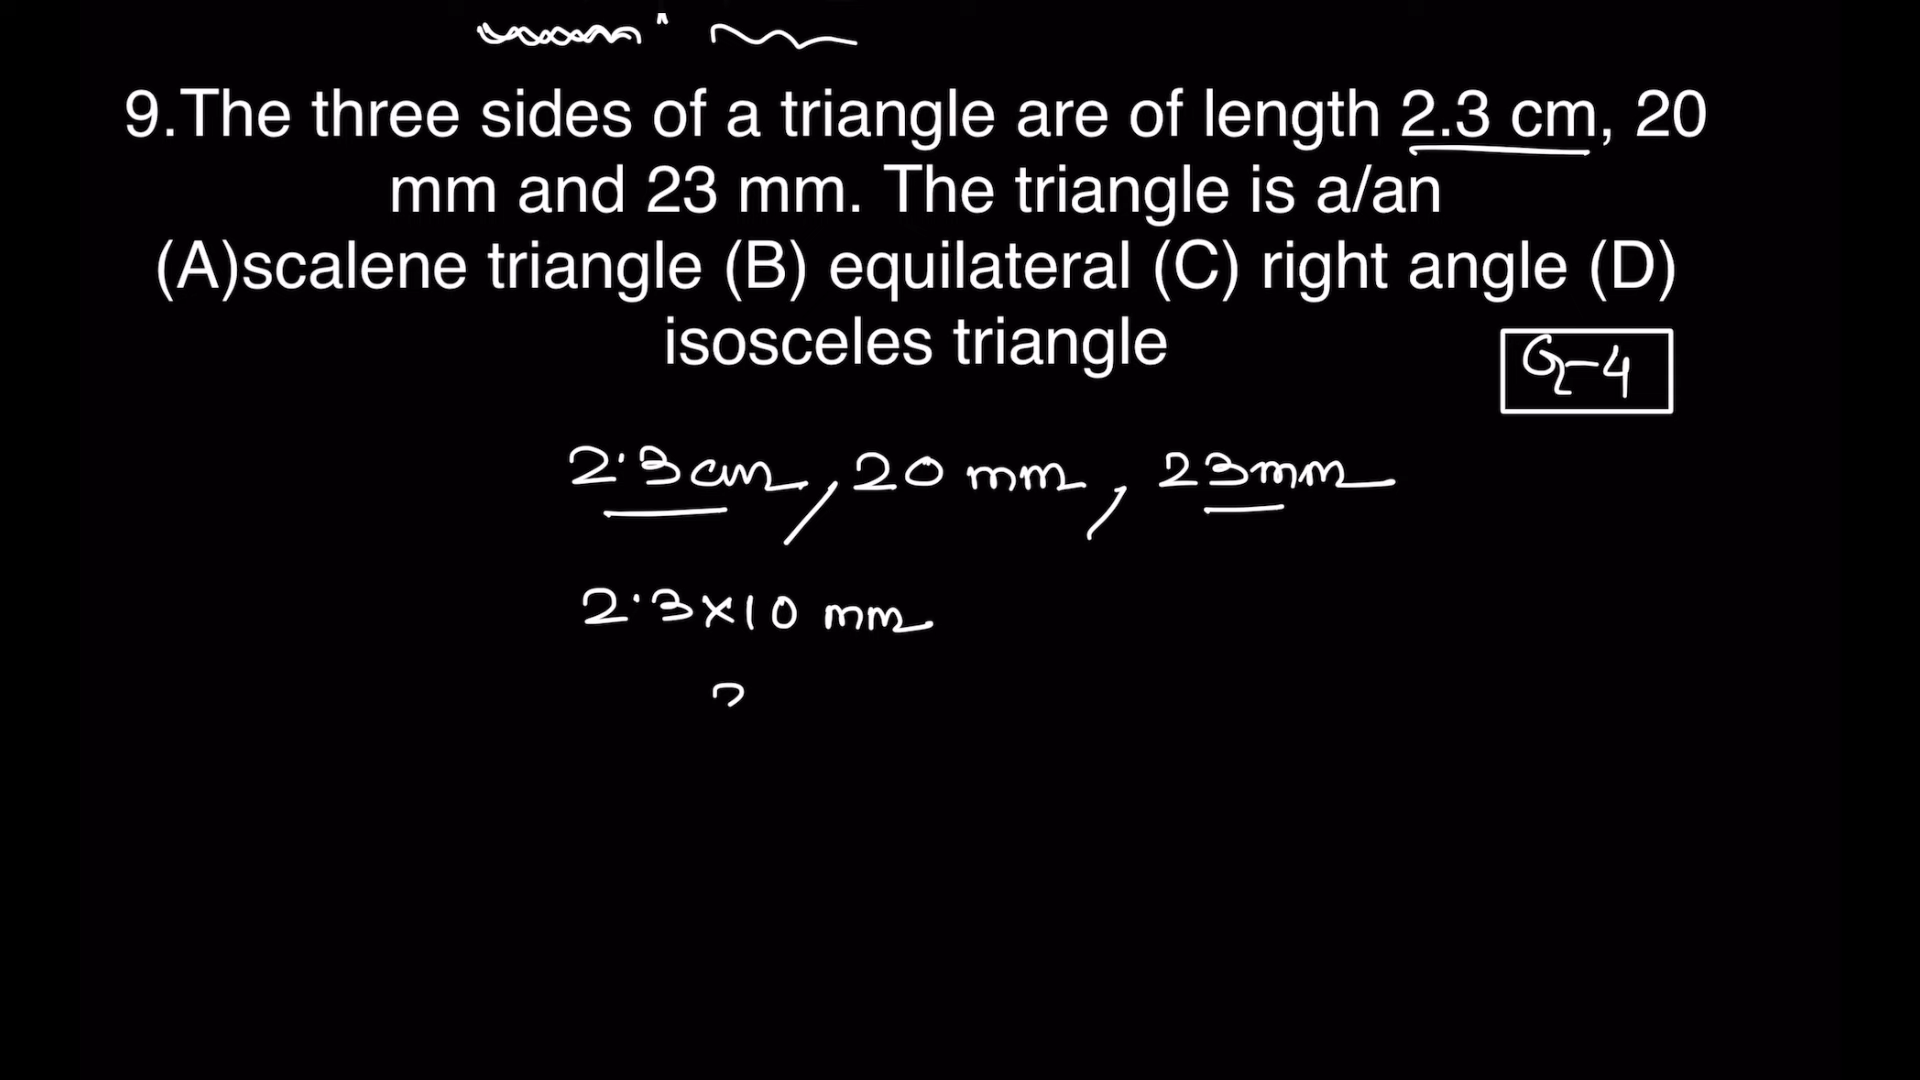 9.The three sides of a triangle are of length 2.3 cm, 20
mm and 23 mm. The triangle is a/an
(A)scalene triangle (B) equilateral (C) right angle (D)
isosceles triangle
G2-4
2.3cm, 20 mm, 23mm
2.3×10 mm
2